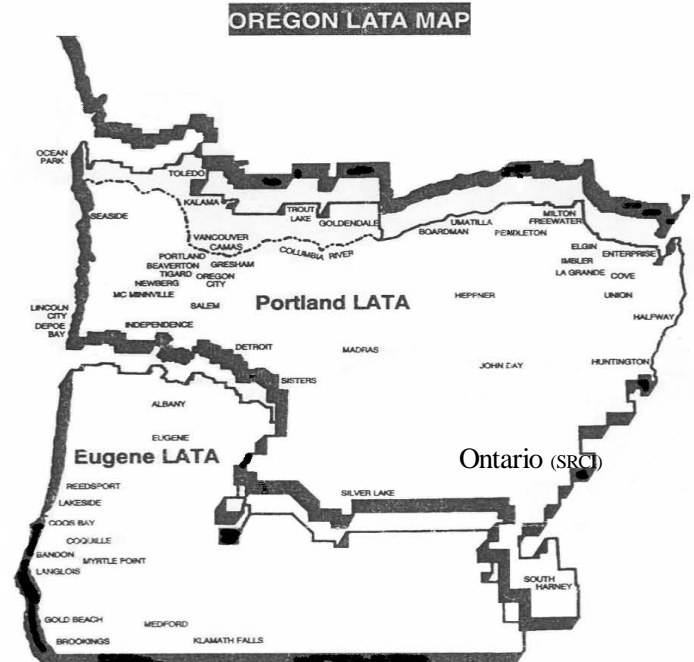 OREGON LATA MAP
OCEAN
PARK
TOLEDO
KALAMA
SEASIDE
TROUT
LAKE
GOLDENDALE
MILTON
FREEWATER
UMATILLA
BOARDMAN
PENDLETON
VANCOUVER
CAMAS
COLUMBIA RIVER
PORTLAND
BEAVERTON
GRESHAM
TIGARD
OREGON
CITY
NEWBERG
MC MINNVILLE
SALEM
ELGIN
ENTERPRISE
IMBLER
LA GRANDE
COVE
UNION
HALFWAY
Portland LATA
HEPPNER
LINCOLN
CITY
DEPOE
BAY
INDEPENDENCE
DETROIT
MADRAS
JOHN DAY
HUNTINGTON
SISTERS
ALBANY
EUGENE
Eugene LATA
Ontario (SRCI)
REEDSPORT
LAKESIDE
SILVER LAKE
COOS BAY
COQUILLE
BANDON
MYRTLE POINT
LANGLOIS
SOUTH
HARNEY
GOLD BEACH
MEDFORD
BROOKINGS
KLAMATH FALLS